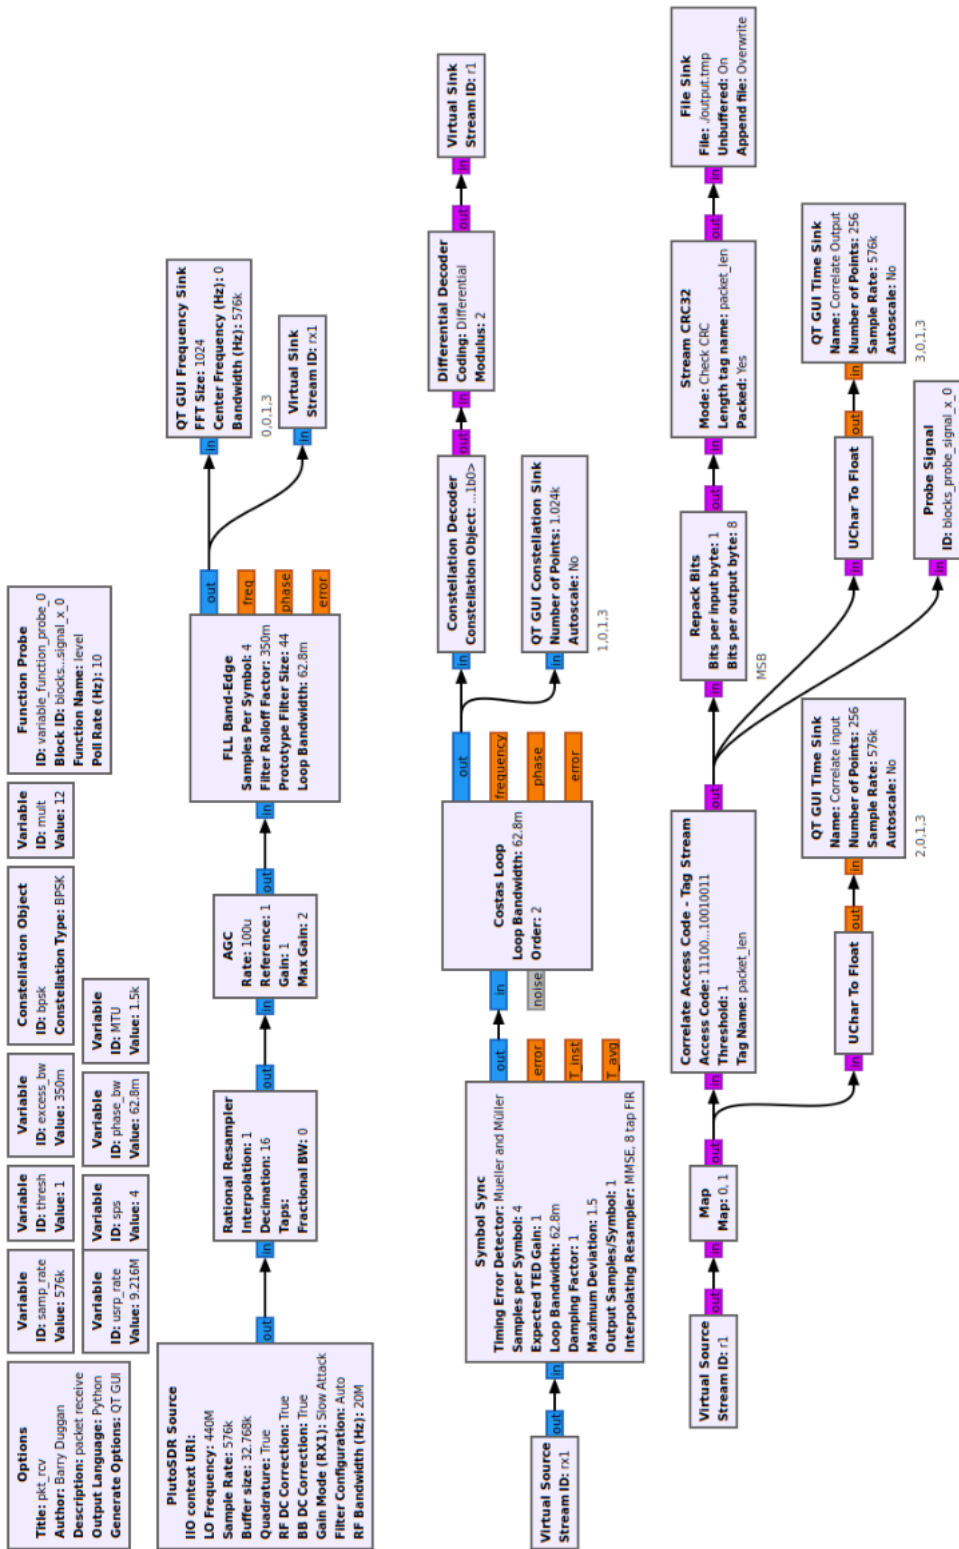 Options
Title: pkt_rcv
Author: Barry Duggan
Description: packet receive
Output Language: Python
Generate Options: QT GUI
Variable
ID: samp_rate
Value: 576k
Variable
ID: thresh
Value: 1
Variable
ID: excess_bw
Value: 350m
Constellation Object
ID: bpsk
Constellation Type: BPSK
Variable
ID: mult
Value: 12
Function Probe
ID: variable_function_probe_0
Block ID: blocks...signal_x_0
Function Name: level
Poll Rate (Hz): 10
Variable
ID: usrp_rate
Value: 9.216M
Variable
ID: sps
Value: 4
Variable
ID: phase_bw
Value: 62.8m
Variable
ID: MTU
Value: 1.5k
PlutoSDR Source
IIO context URI:
LO Frequency: 440M
Sample Rate: 576k
Buffer size: 32.768k
Quadrature: True
RF DC Correction: True
BB DC Correction: True
Gain Mode (RX1): Slow Attack
Filter Configuration: Auto
RF Bandwidth (Hz): 20M
out
in
Rational Resampler
Interpolation: 1
Decimation: 16
Taps:
Fractional BW: 0
out
in
AGC
Rate: 100u
Reference: 1
Gain: 1
Max Gain: 2
out
in
FLL Band-Edge
Samples Per Symbol: 4
Filter Rolloff Factor: 350m
Prototype Filter Size: 44
Loop Bandwidth: 62.8m
out
freq
phase
error
in
QT GUI Frequency Sink
FFT Size: 1024
Center Frequency (Hz): 0
Bandwidth (Hz): 576k
0,0,1,3
in
Virtual Sink
Stream ID: rx1
Virtual Source
Stream ID: rx1
out
in
Symbol Sync
Timing Error Detector: Mueller and Müller
Samples per Symbol: 4
Expected TED Gain: 1
Loop Bandwidth: 62.8m
Damping Factor: 1
Maximum Deviation: 1.5
Output Samples/Symbol: 1
Interpolating Resampler: MMSE, 8 tap FIR
out
error
T_inst
T_avg
in
noise
Costas Loop
Loop Bandwidth: 62.8m
Order: 2
out
frequency
phase
error
in
Constellation Decoder
Constellation Object: ...1b0>
out
in
QT GUI Constellation Sink
Number of Points: 1.024k
Autoscale: No
1,0,1,3
in
Differential Decoder
Coding: Differential
Modulus: 2
out
in
Virtual Sink
Stream ID: r1
Virtual Source
Stream ID: r1
out
in
Map
Map: 0, 1
out
in
Correlate Access Code - Tag Stream
Access Code: 11100...10010011
Threshold: 1
Tag Name: packet_len
out
in
UChar To Float
out
in
QT GUI Time Sink
Name: Correlate input
Number of Points: 256
Sample Rate: 576k
Autoscale: No
2,0,1,3
in
Repack Bits
Bits per input byte: 1
Bits per output byte: 8
MSB
out
in
Stream CRC32
Mode: Check CRC
Length tag name: packet_len
Packed: Yes
out
in
File Sink
File: ./output.tmp
Unbuffered: On
Append file: Overwrite
in
UChar To Float
out
in
QT GUI Time Sink
Name: Correlate Output
Number of Points: 256
Sample Rate: 576k
Autoscale: No
3,0,1,3
in
Probe Signal
ID: blocks_probe_signal_x_0